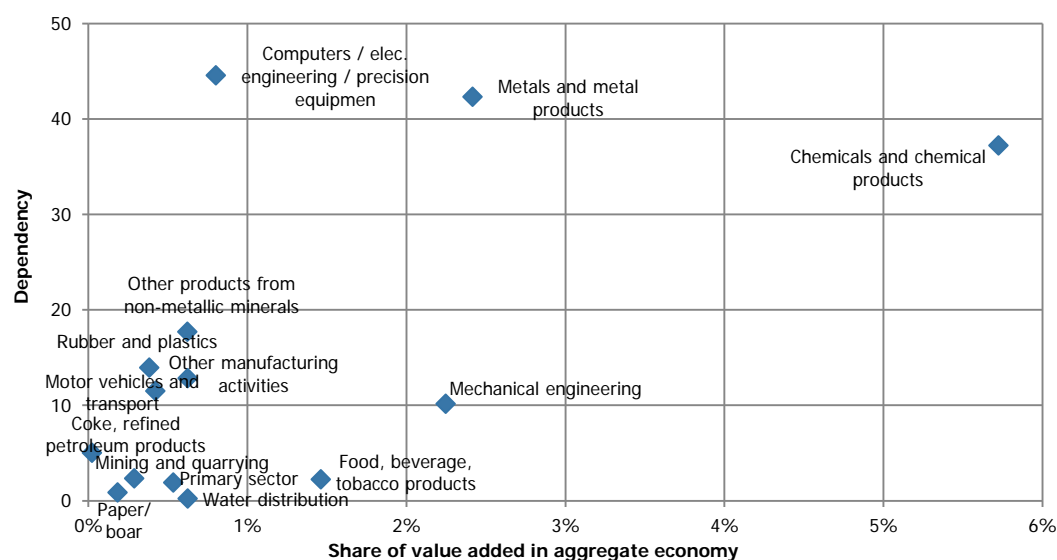 50
Computers / elec.
engineering / precision
equipmen
Metals and metal
products
40
Chemicals and chemical
products
30
Dependency
Other products from
non-metallic minerals
20
Rubber and plastics
Other manufacturing
activities
Motor vehicles and
transport
Mechanical engineering
10
Coke, refined
petroleum products
Mining and quarrying
Food, beverage,
tobacco products
Primary sector
Water distribution
0
Paper/
boar
0%
1%
2%
3%
4%
5%
6%
Share of value added in aggregate economy